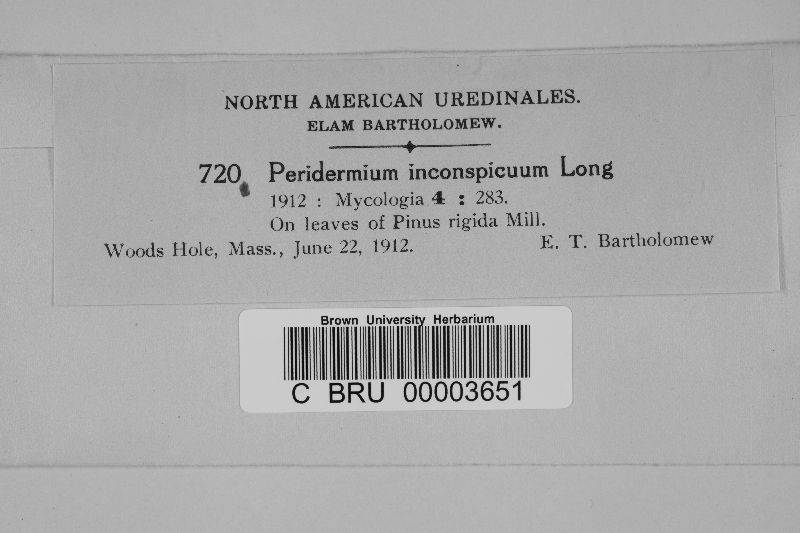 NORTH AMERICAN UREDINALES.
ELAM BARTHOLOMEW.
720. Peridermium inconspicuum Long
1912 : Mycologia 4 : 283.
On leaves of Pinus rigida Mill.
Woods Hole, Mass., June 22, 1912. E. T. Bartholomew
Brown University Herbarium
C BRU 00003651